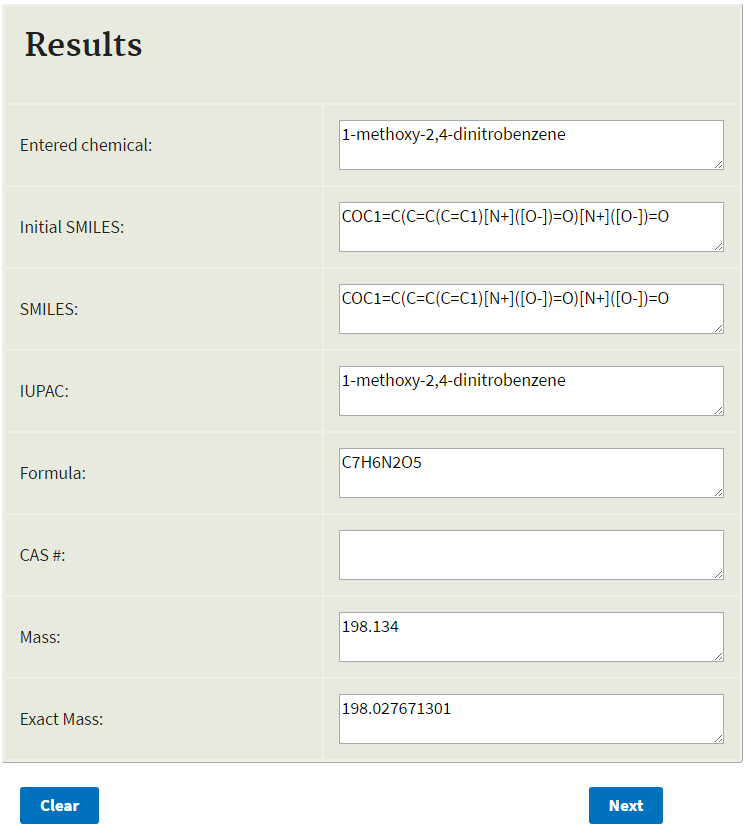 Results
Entered chemical:
1-methoxy-2,4-dinitrobenzene
Initial SMILES:
COC1=C(C=C(C=C1)[N+]([O-])=O)[N+]([O-])=O
SMILES:
COC1=C(C=C(C=C1)[N+]([O-])=O)[N+]([O-])=O
IUPAC:
1-methoxy-2,4-dinitrobenzene
Formula:
C7H6N2O5
CAS #:
Mass:
198.134
Exact Mass:
198.027671301
Clear
Next